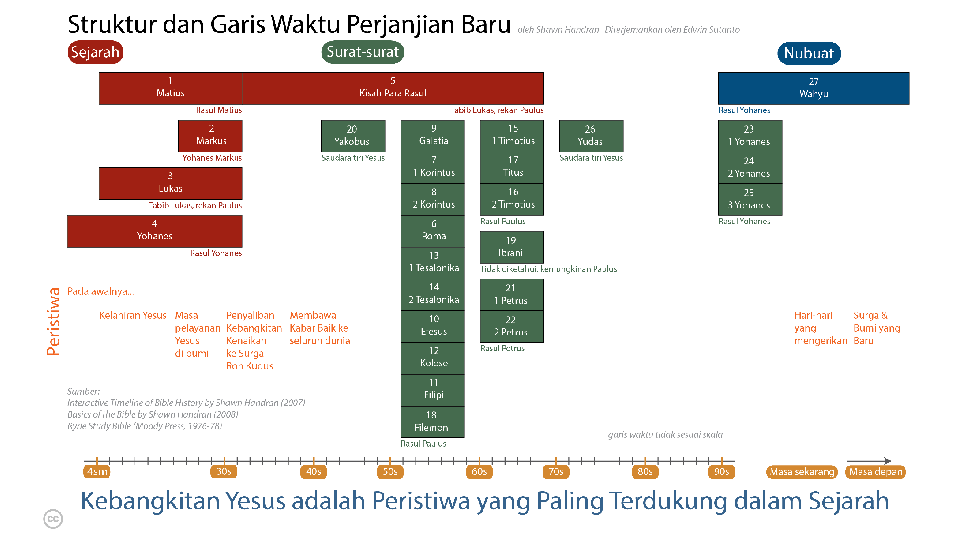 Struktur dan Garis Waktu Perjanjian Baru oleh Shawn Handran Diterjemahkan oleh Edwin Sutanto
Sejarah
Surat-surat
Nubuat
1
Matius
Rasul Matius
5
Kisah Para Rasul
Tabib Lukas, rekan Paulus
27
Wahyu
Rasul Yohanes
2
Markus
Yohanes Markus
3
Lukas
Tabib Lukas, rekan Paulus
4
Yohanes
Rasul Yohanes
20
Yakobus
Saudara tiri Yesus
9
Galatia
7
1 Korintus
8
2 Korintus
6
Roma
13
1 Tesalonika
14
2 Tesalonika
10
Efesus
12
Kolose
11
Filipi
18
Filemon
Rasul Paulus
15
1 Timotius
17
Titus
16
2 Timotius
Rasul Paulus
19
Ibrani
Tidak diketahui, kemungkinan Paulus
21
1 Petrus
22
2 Petrus
Rasul Petrus
26
Yudas
Saudara tiri Yesus
23
1 Yohanes
24
2 Yohanes
25
3 Yohanes
Rasul Yohanes
Peristiwa
Pada awalnya...
Kelahiran Yesus
Masa
pelayanan
Yesus
di bumi
Penyaliban
Kebangkitan
Kenaikan
ke Surga
Roh Kudus
Membawa
Kabar Baik ke
seluruh dunia
Hari-hari
yang
mengerikan
Surga &
Bumi yang
Baru
Sumber:
Interactive Timeline of Bible History by Shawn Handran (2007)
Basics of the Bible by Shawn Handran (2008)
Ryrie Study Bible (Moody Press, 1976-78)
garis waktu tidak sesuai skala
4sm
30s
40s
50s
60s
70s
80s
90s
Masa sekarang
Masa depan
Kebangkitan Yesus adalah Peristiwa yang Paling Terdukung dalam Sejarah
cc